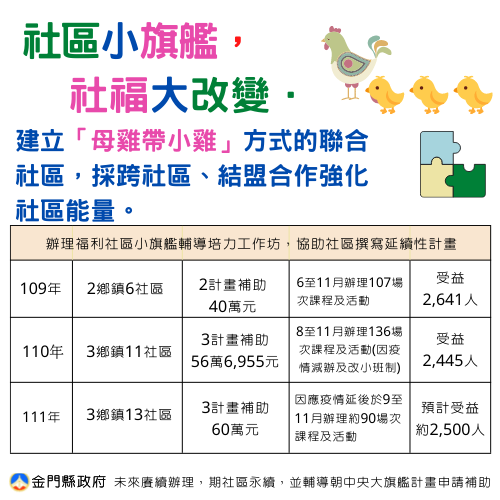 社區小旗艦，
社福大改變．
建立「母雞帶小雞」方式的聯合
社區，採跨社區、結盟合作強化
社區能量。
辦理福利社區小旗艦輔導培力工作坊，協助社區撰寫延續性計畫
109年
2鄉鎮6社區
2計畫補助
40萬元
6至11月辦理107場
次課程及活動
受益
2,641人
110年
3鄉鎮11社區
3計畫補助
56萬6,955元
8至11月辦理136場
次課程及活動(因疫
情減辦及改小班制)
受益
2,445人
111年
3鄉鎮13社區
3計畫補助
60萬元
因應疫情延後於9至
11月辦理約90場次
課程及活動
預計受益
約2,500人
金門縣政府 未來賡續辦理，期社區永續，並輔導朝中央大旗艦計畫申請補助